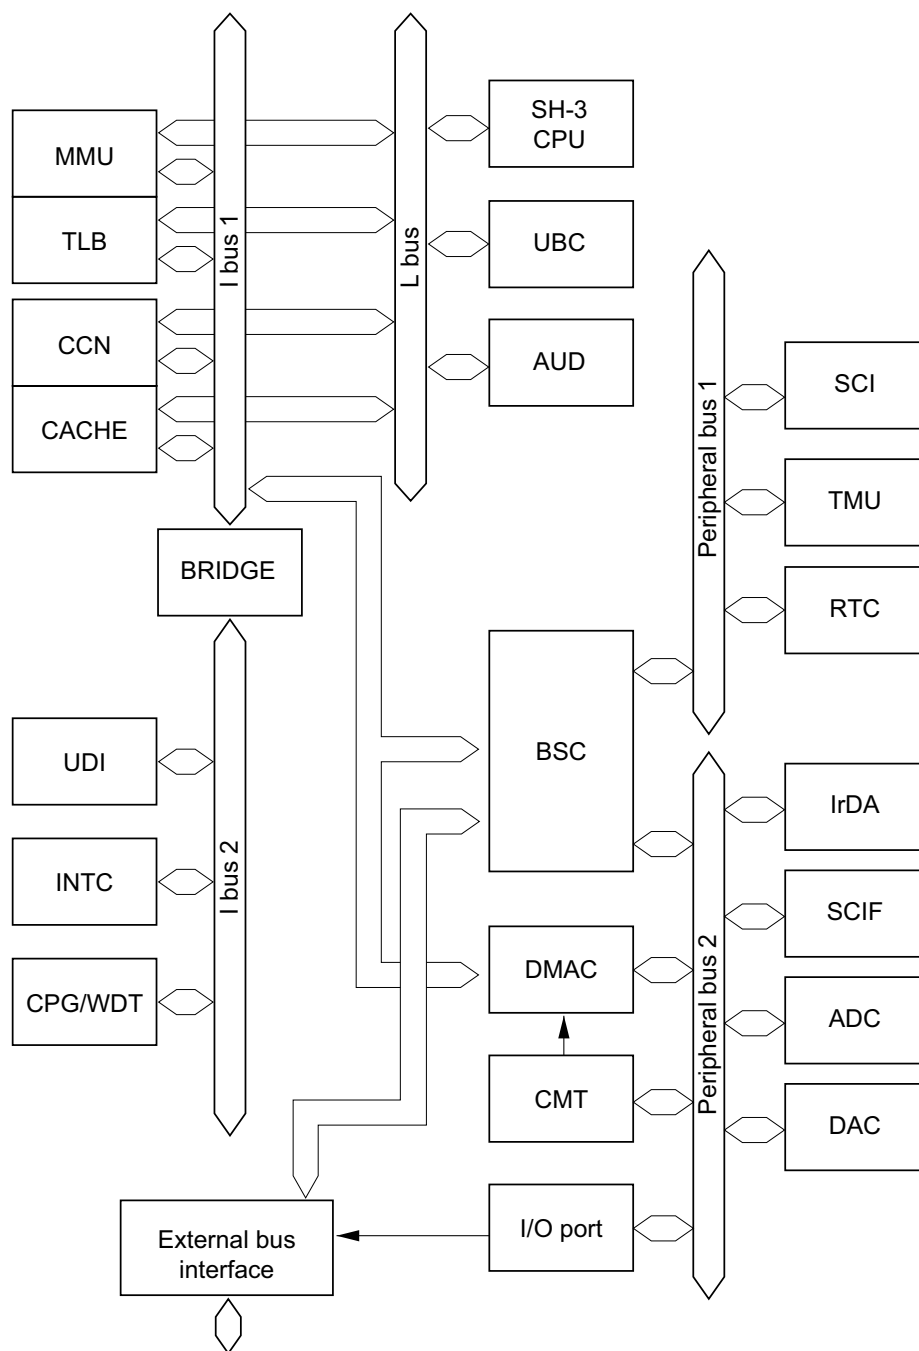 SH-3
CPU
MMU
I bus 1
L bus
TLB
UBC
CCN
AUD
SCI
CACHE
Peripheral bus 1
TMU
BRIDGE
RTC
BSC
UDI
IrDA
INTC
I bus 2
SCIF
DMAC
Peripheral bus 2
CPG/WDT
ADC
CMT
DAC
I/O port
External bus
interface